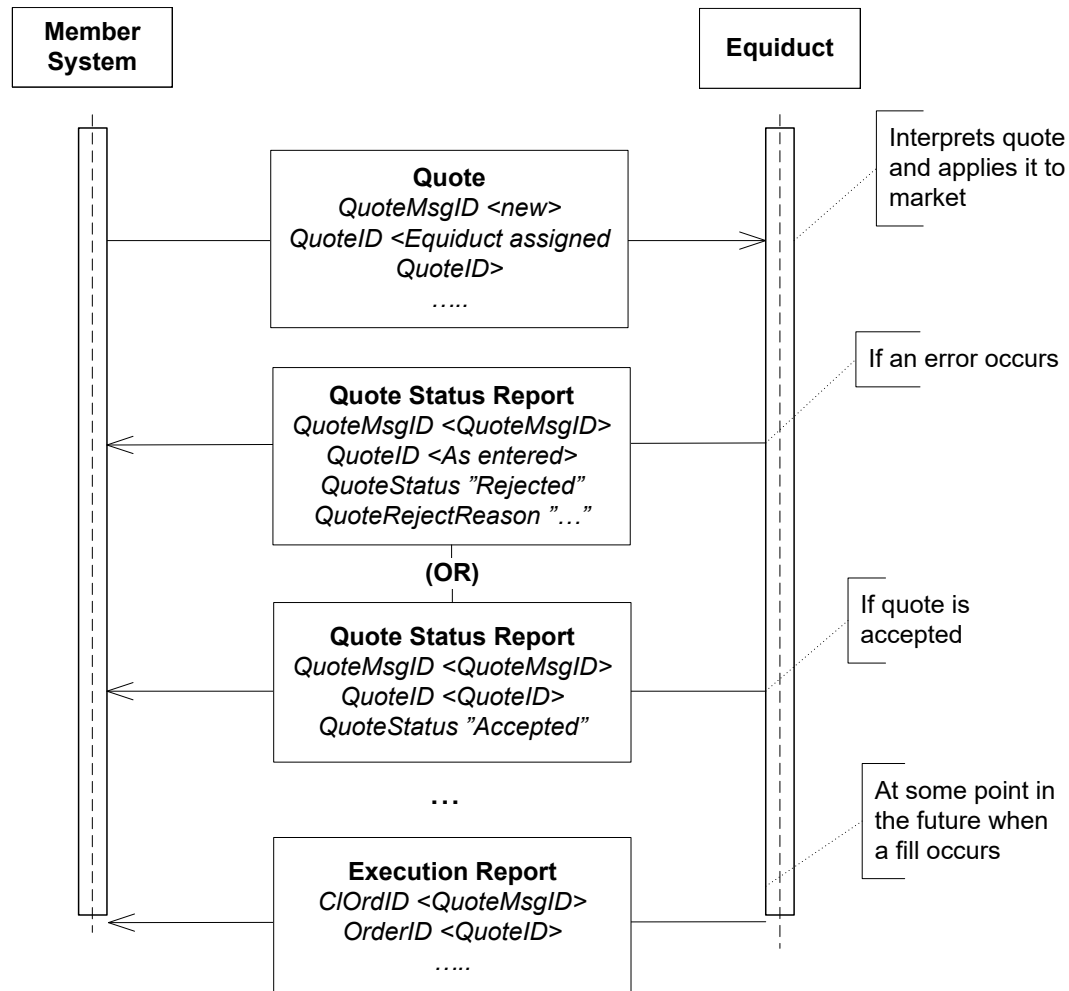 Member
System
Equiduct
Interprets quote
and applies it to
market
Quote
QuoteMsgID <new>
QuoteID <Equiduct assigned
QuoteID>
…..
If an error occurs
Quote Status Report
QuoteMsgID <QuoteMsgID>
QuoteID <As entered>
QuoteStatus ”Rejected”
QuoteRejectReason ”…”
(OR)
If quote is
accepted
Quote Status Report
QuoteMsgID <QuoteMsgID>
QuoteID <QuoteID>
QuoteStatus ”Accepted”
…
At some point in
the future when
a fill occurs
Execution Report
ClOrdID <QuoteMsgID>
OrderID <QuoteID>
…..